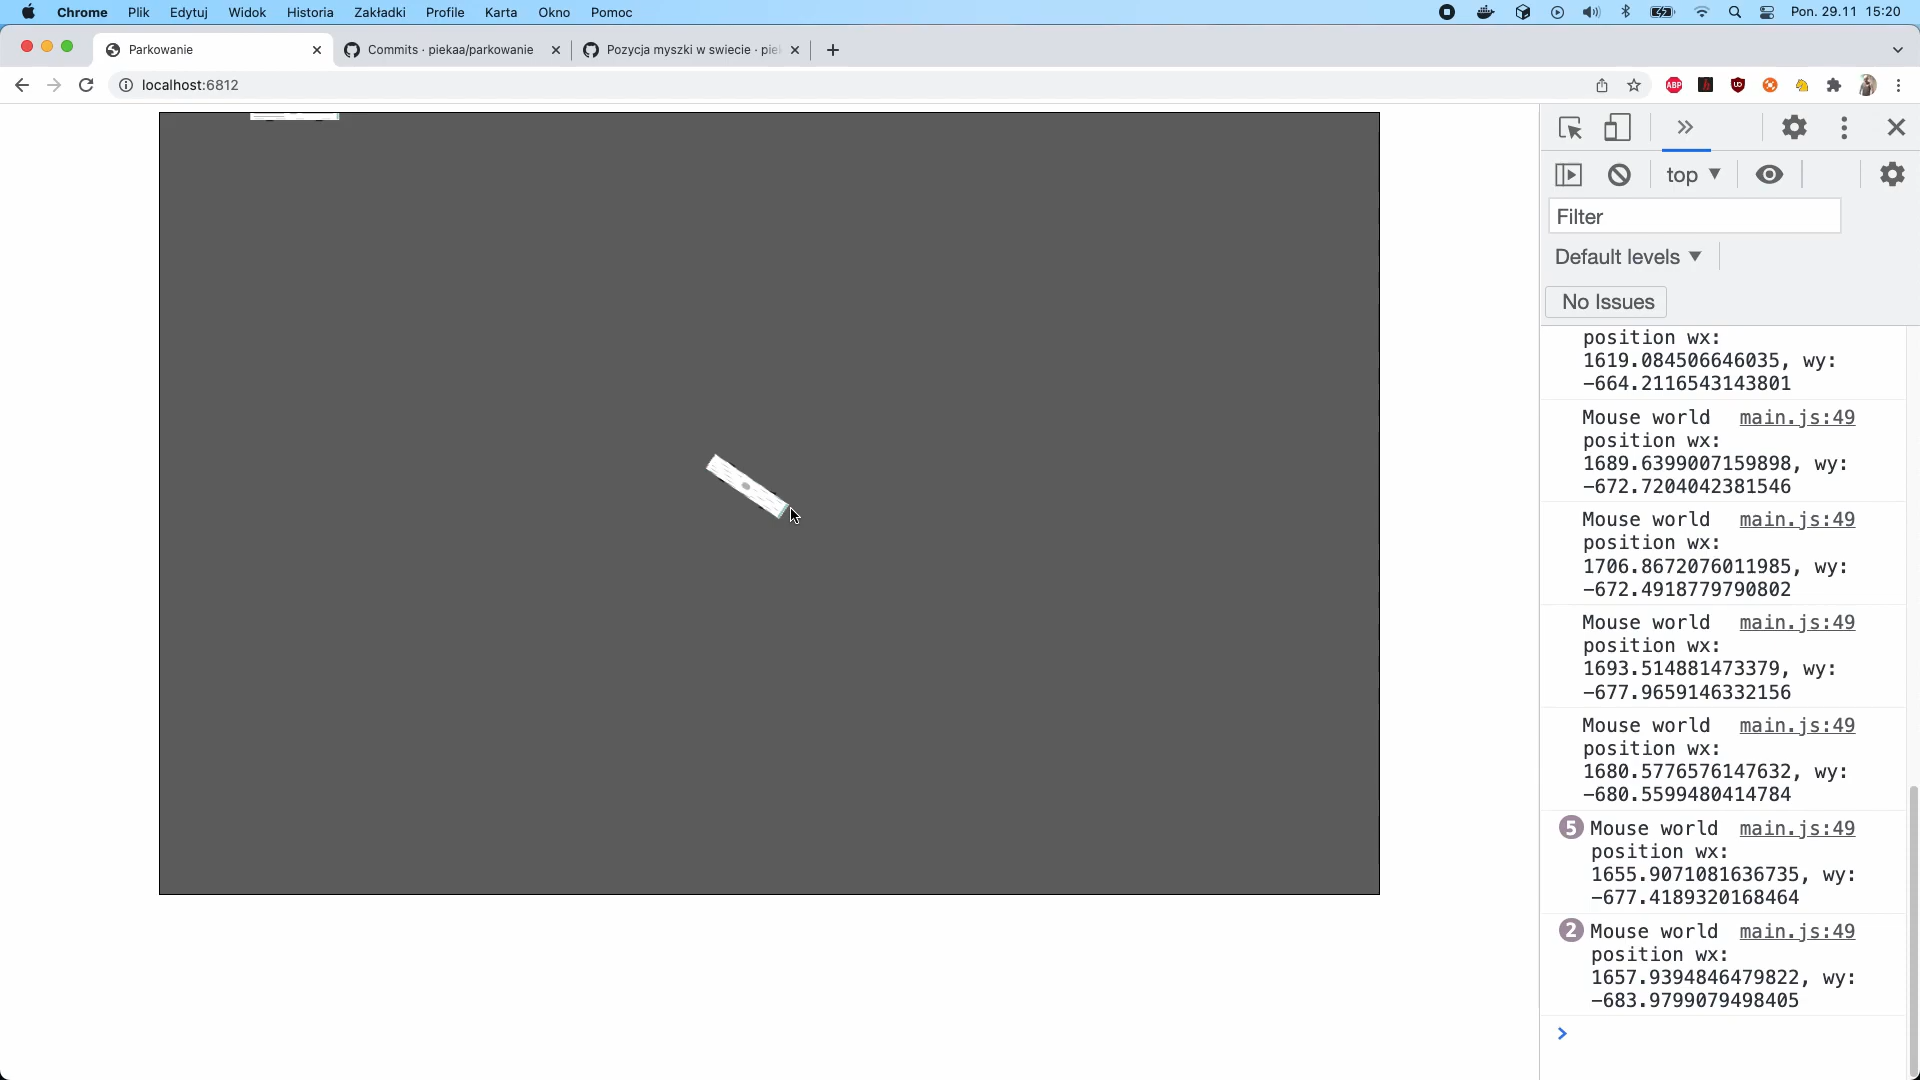 Chrome Plik Edytuj Widok Historia Zakładki Profile Karta Okno Pomoc Pon. 29.11 15:20
Parkowanie Commits · piekaa/parkowanie Pozycja myszki w swiecie · pie
localhost:6812 ABP
top
Filter
Default levels
No Issues
position wx:
1619.084506646035, wy:
-664.2116543143801
Mouse world main.js:49
position wx:
1689.6399007159898, wy:
-672.7204042381546
Mouse world main.js:49
position wx:
1706.8672076011985, wy:
-672.4918779790802
Mouse world main.js:49
position wx:
1693.514881473379, wy:
-677.9659146332156
Mouse world main.js:49
position wx:
1680.5776576147632, wy:
-680.5599480414784
5 Mouse world main.js:49
position wx:
1655.9071081636735, wy:
-677.4189320168464
2 Mouse world main.js:49
position wx:
1657.9394846479822, wy:
-683.9799079498405